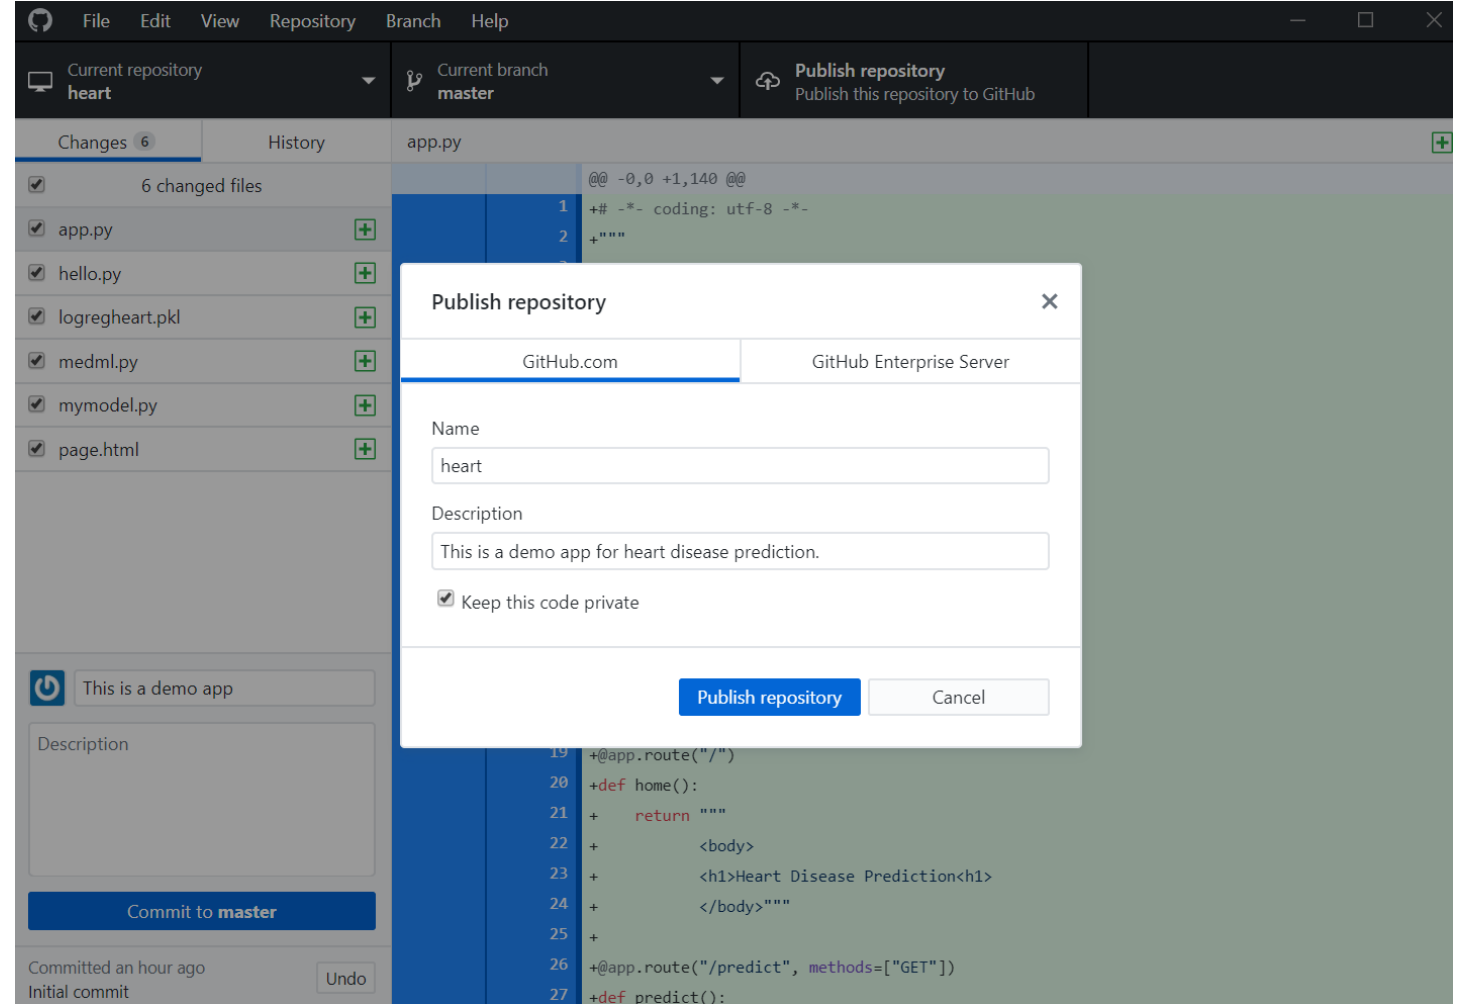 File Edit View Repository Branch Help
Current repository
heart
Current branch
master
Publish repository
Publish this repository to GitHub
Changes 6
History
app.py
6 changed files
app.py
hello.py
logregheart.pkl
medml.py
mymodel.py
page.html
This is a demo app
Description
Commit to master
Committed an hour ago
Initial commit
Undo
@@ -0,0 +1,140 @@
1 +# -*- coding: utf-8 -*-
2 +"""
Publish repository
GitHub.com
GitHub Enterprise Server
Name
heart
Description
This is a demo app for heart disease prediction.
Keep this code private
Publish repository
Cancel
19 +@app.route("/")
20 +def home():
21 + return """
22 + <body>
23 + <h1>Heart Disease Prediction<h1>
24 + </body>"""
25 +
26 +@app.route("/predict", methods=["GET"])
27 +def predict():